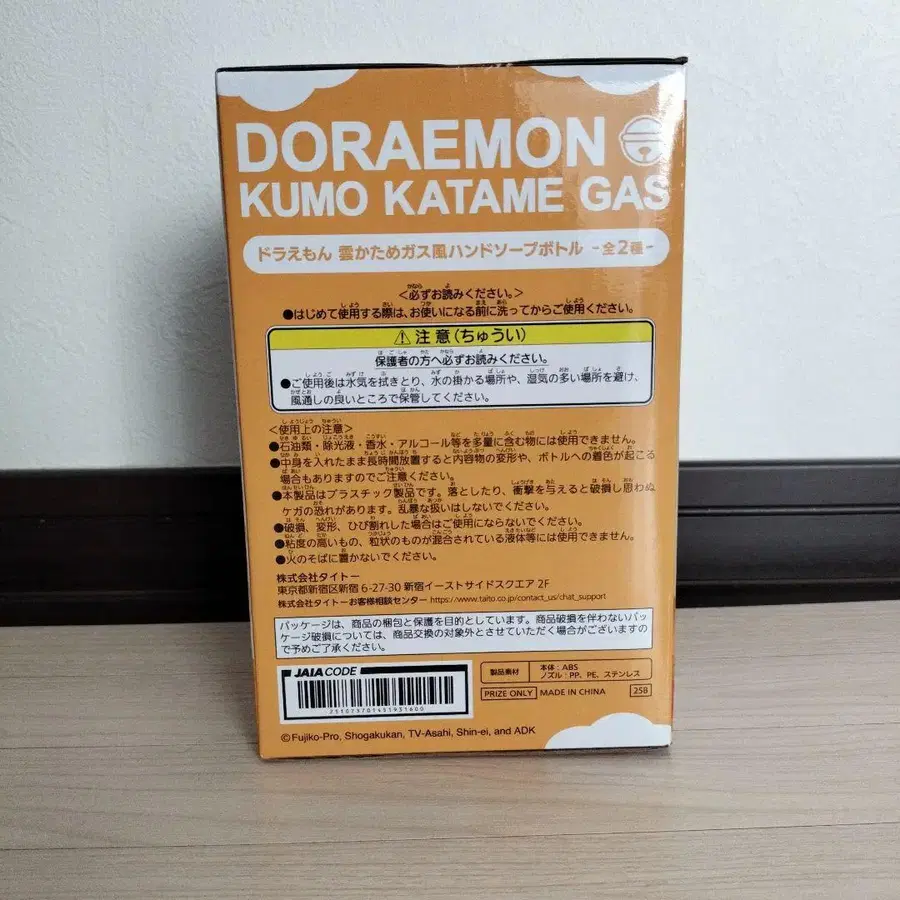 DORAEMON
KUMO KATAME GAS
ドラえもん 雲かためガス風ハンドソープボトル -全2種-
<必ずお読みください。>
●はじめて使用する際は、お使いになる前に洗ってからご使用ください。
⚠注意(ちゅうい)
保護者の方へ必ずお読みください。
●ご使用後は水気を拭きとり、水の掛かる場所や、湿気の多い場所を避け、
風通しの良いところで保管してください。
<使用上の注意>
●石油類・除光液・香水・アルコール等を多量に含む物には使用できません。
●中身を入れたまま長時間放置すると内容物の変形や、ボトルへの着色が起こる
場合もありますのでご注意ください。
●本製品はプラスチック製品です。落としたり、衝撃を与えると破損し思わぬ
ケガの恐れがあります。乱暴な扱いはしないでください。
●破損、変形、ひび割れした場合はご使用にならないでください。
●粘度の高いもの、粒状のものが混合されている液体等には使用できません。
●火のそばに置かないでください。
株式会社タイトー
東京都新宿区新宿 6-27-30 新宿イーストサイドスクエア 2F
株式会社タイトーお客様相談センター https://www.taito.co.jp/contact_us/chat_support
パッケージは、商品の梱包と保護を目的としています。商品破損を伴わないパッ
ケージ破損については、商品交換の対象外とさせていただく場合がございますの
で予めご了承ください。
JAIA CODE
製品素材
本体:ABS
ノズル:PP、PE、ステンレス
PRIZE ONLY MADE IN CHINA 25B
©Fujiko-Pro, Shogakukan, TV-Asahi, Shin-ei, and ADK